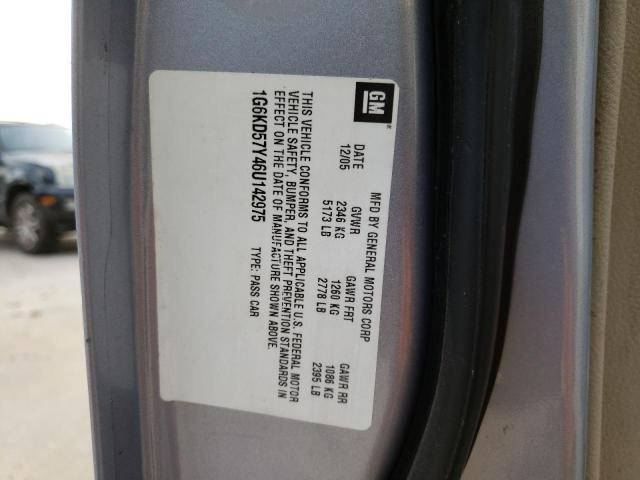 GM
MFD BY GENERAL MOTORS CORP
DATE GVWR GAWR FRT GAWR RR
12/05 2346 KG 1260 KG 1086 KG
5173 LB 2778 LB 2395 LB
THIS VEHICLE CONFORMS TO ALL APPLICABLE U.S. FEDERAL MOTOR
VEHICLE SAFETY, BUMPER, AND THEFT PREVENTION STANDARDS IN
EFFECT ON THE DATE OF MANUFACTURE SHOWN ABOVE.
1G6KD57Y46U142975 TYPE: PASS CAR